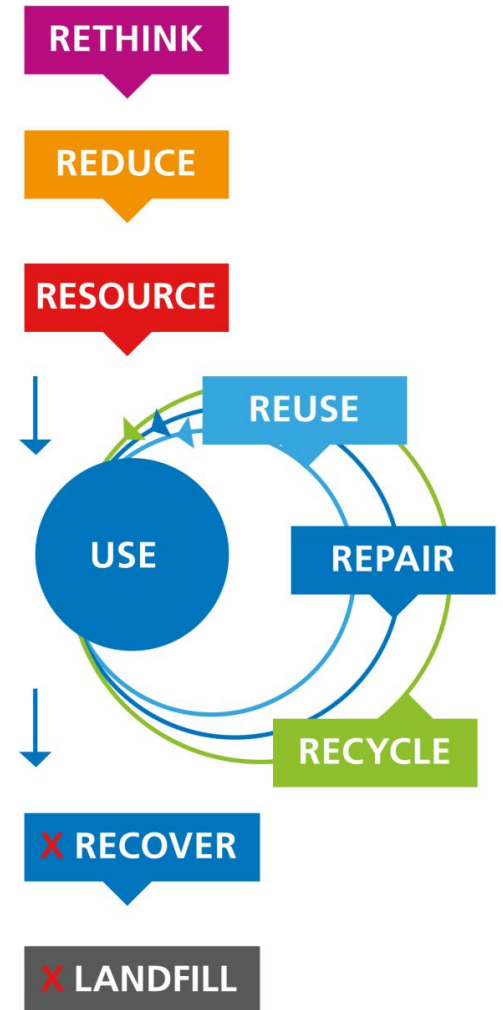 RETHINK
REDUCE
RESOURCE
REUSE
USE
REPAIR
RECYCLE
X RECOVER
X LANDFILL